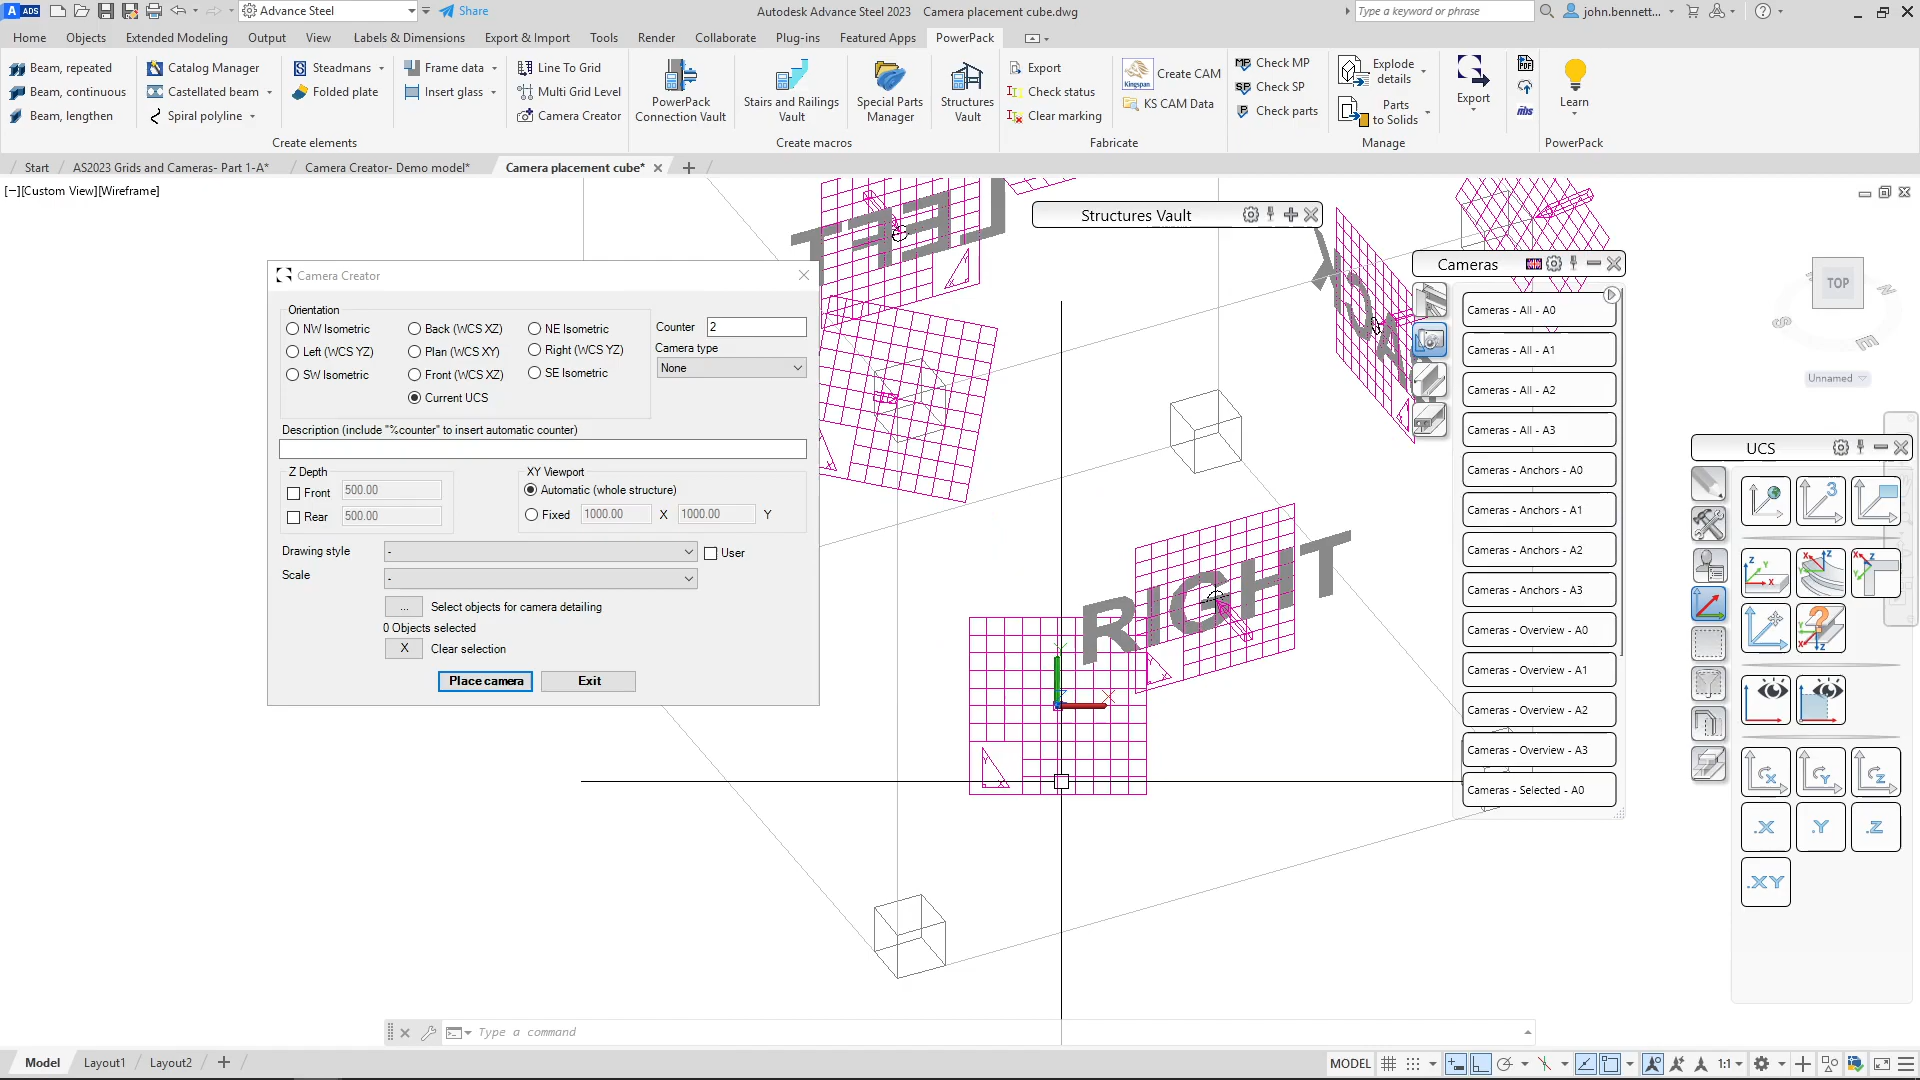 A ADS
Advance Steel
Share
Autodesk Advance Steel 2023 Camera placement cube.dwg
Type a keyword or phrase
john.bennett...
Home Objects Extended Modeling Output View Labels & Dimensions Export & Import Tools Render Collaborate Plug-ins Featured Apps PowerPack
Beam, repeated
Beam, continuous
Beam, lengthen
Catalog Manager
Castellated beam
Spiral polyline
Steadmans
Folded plate
Frame data
Insert glass
Line To Grid
Multi Grid Level
Camera Creator
Create elements
PowerPack
Connection Vault
Stairs and Railings
Vault
Special Parts
Manager
Structures
Vault
Create macros
Export
Check status
Clear marking
Kingspan
Create CAM
KS CAM Data
Fabricate
MP Check MP
SP Check SP
P Check parts
Explode
details
Parts
to Solids
Export
Manage
PDF
nbs
Learn
PowerPack
Start AS2023 Grids and Cameras- Part 1-A* Camera Creator- Demo model* Camera placement cube*
[−][Custom View][Wireframe]
LEFT
Structures Vault
Camera Creator
Orientation
NW Isometric
Left (WCS YZ)
SW Isometric
Back (WCS XZ)
Plan (WCS XY)
Front (WCS XZ)
Current UCS
NE Isometric
Right (WCS YZ)
SE Isometric
Counter 2
Camera type
None
Description (include "%counter" to insert automatic counter)
Z Depth
Front 500.00
Rear 500.00
XY Viewport
Automatic (whole structure)
Fixed 1000.00 X 1000.00 Y
Drawing style -
User
Scale -
... Select objects for camera detailing
0 Objects selected
X Clear selection
Place camera Exit
RIGHT
Cameras
Cameras - All - A0
Cameras - All - A1
Cameras - All - A2
Cameras - All - A3
Cameras - Anchors - A0
Cameras - Anchors - A1
Cameras - Anchors - A2
Cameras - Anchors - A3
Cameras - Overview - A0
Cameras - Overview - A1
Cameras - Overview - A2
Cameras - Overview - A3
Cameras - Selected - A0
TOP
S
E
N
Unnamed
UCS
3
X
Y
Z
.X
.Y
.Z
.XY
Type a command
Model Layout1 Layout2
MODEL
1:1